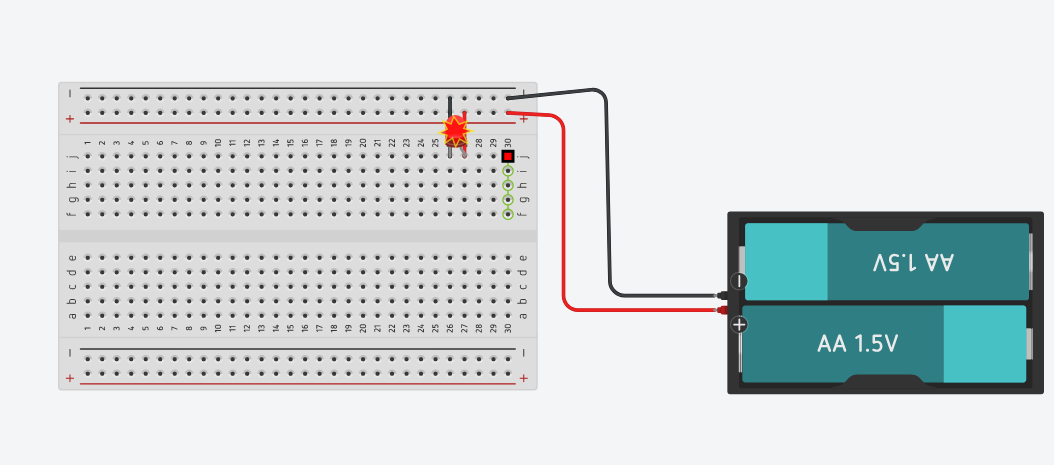 − −
+ +
1 2 3 4 5 6 7 8 9 10 11 12 13 14 15 16 17 18 19 20 21 22 23 24 25 26 27 28 29 30
j j
i i
h h
g g
f f
e e
d d
c c
b b
a a
1 2 3 4 5 6 7 8 9 10 11 12 13 14 15 16 17 18 19 20 21 22 23 24 25 26 27 28 29 30
− −
+ +
AA 1.5V
−
+
AA 1.5V